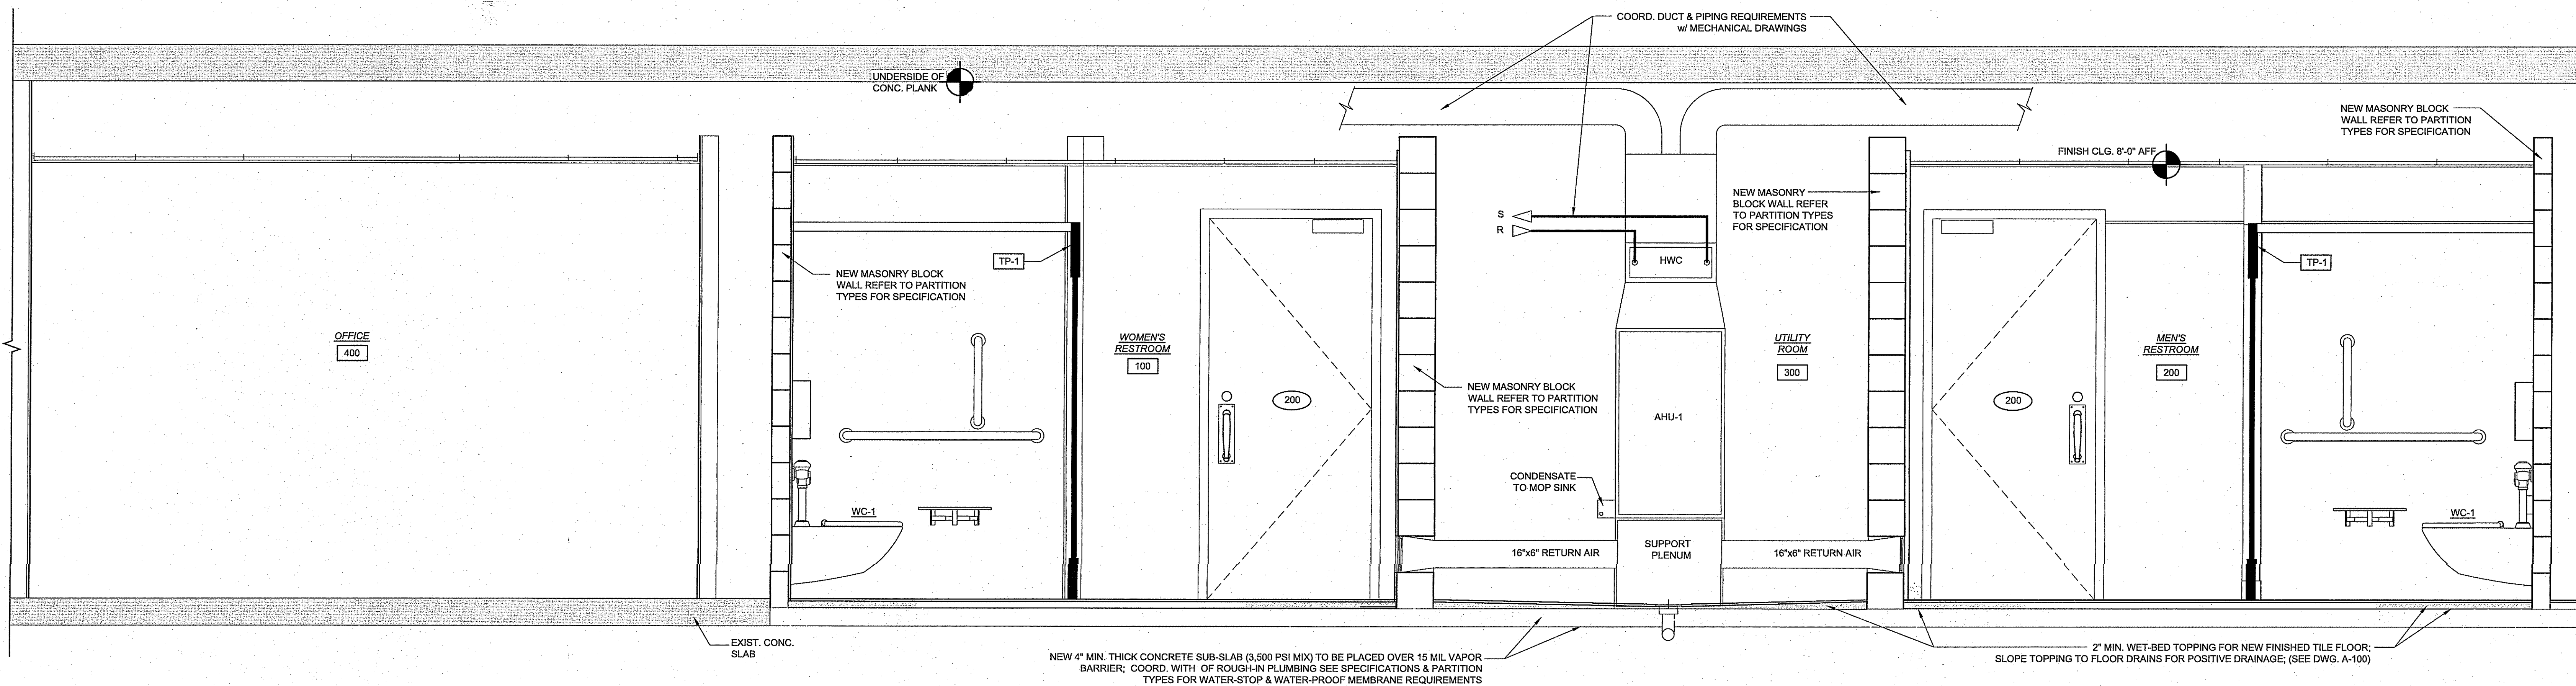 COORD. DUCT & PIPING REQUIREMENTS
w/ MECHANICAL DRAWINGS
UNDERSIDE OF
CONC. PLANK
NEW MASONRY BLOCK
WALL REFER TO PARTITION
TYPES FOR SPECIFICATION
FINISH CLG. 8'-0" AFF
NEW MASONRY
BLOCK WALL REFER
TO PARTITION TYPES
FOR SPECIFICATION
S
R
HWC
TP-1
TP-1
NEW MASONRY BLOCK
WALL REFER TO PARTITION
TYPES FOR SPECIFICATION
OFFICE
400
WOMEN'S
RESTROOM
100
UTILITY
ROOM
300
MEN'S
RESTROOM
200
NEW MASONRY BLOCK
WALL REFER TO PARTITION
TYPES FOR SPECIFICATION
200
200
AHU-1
CONDENSATE
TO MOP SINK
WC-1
WC-1
16"x6" RETURN AIR
SUPPORT
PLENUM
16"x6" RETURN AIR
EXIST. CONC.
SLAB
NEW 4" MIN. THICK CONCRETE SUB-SLAB (3,500 PSI MIX) TO BE PLACED OVER 15 MIL VAPOR
BARRIER; COORD. WITH OF ROUGH-IN PLUMBING SEE SPECIFICATIONS & PARTITION
TYPES FOR WATER-STOP & WATER-PROOF MEMBRANE REQUIREMENTS
2" MIN. WET-BED TOPPING FOR NEW FINISHED TILE FLOOR;
SLOPE TOPPING TO FLOOR DRAINS FOR POSITIVE DRAINAGE; (SEE DWG. A-100)